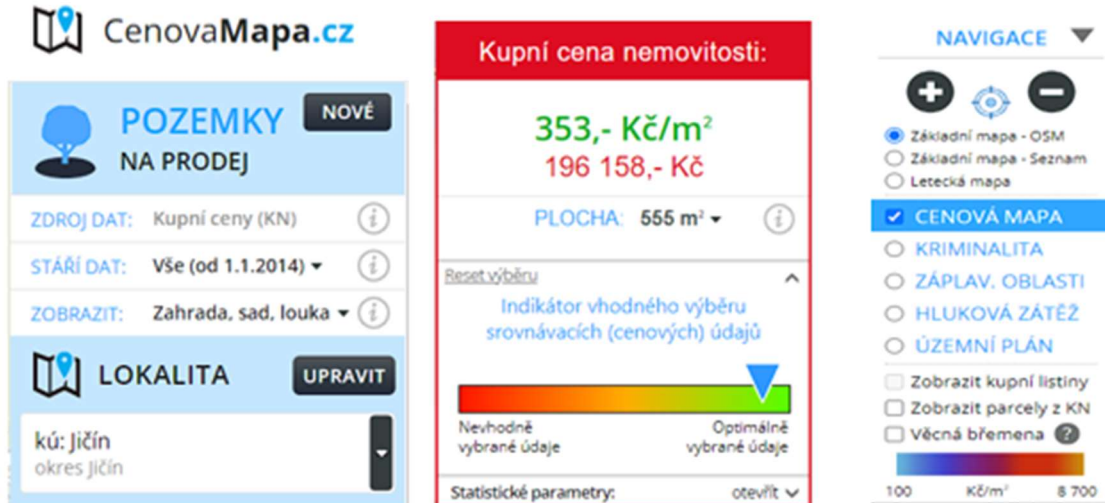 CenovaMapa.cz
POZEMKY
NA PRODEJ
NOVÉ
ZDROJ DAT: Kupní ceny (KN)
STÁŘÍ DAT: Vše (od 1.1.2014)
ZOBRAZIT: Zahrada, sad, louka
LOKALITA
UPRAVIT
kú: Jičín
okres Jičín
Kupní cena nemovitosti:
353,- Kč/m²
196 158,- Kč
PLOCHA: 555 m²
Reset výběru
Indikátor vhodného výběru
srovnávacích (cenových) údajů
Nevhodně
vybrané údaje
Optimálně
vybrané údaje
Statistické parametry: otevřít
NAVIGACE
Základní mapa - OSM
Základní mapa - Seznam
Letecká mapa
CENOVÁ MAPA
KRIMINALITA
ZÁPLAV. OBLASTI
HLUKOVÁ ZÁTĚŽ
ÚZEMNÍ PLÁN
Zobrazit kupní listiny
Zobrazit parcely z KN
Věcná břemena ?
100 Kč/m² 8 700